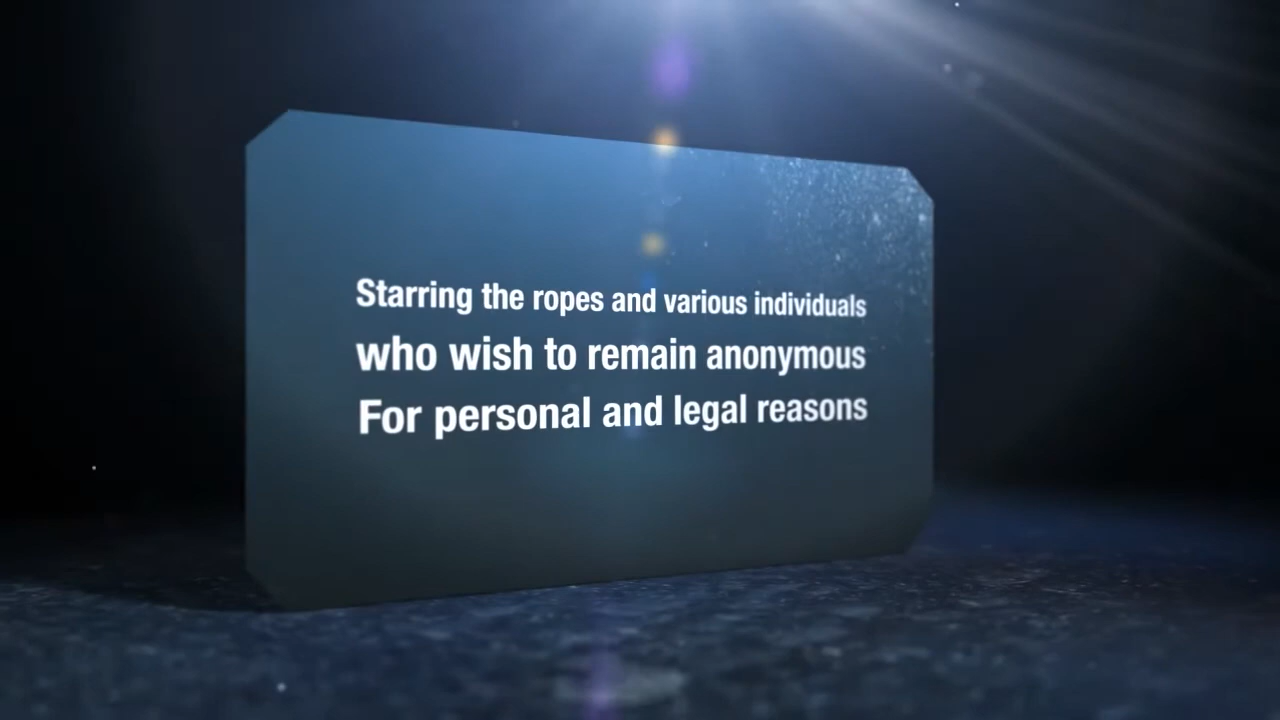 Starring the ropes and various individuals
who wish to remain anonymous
For personal and legal reasons